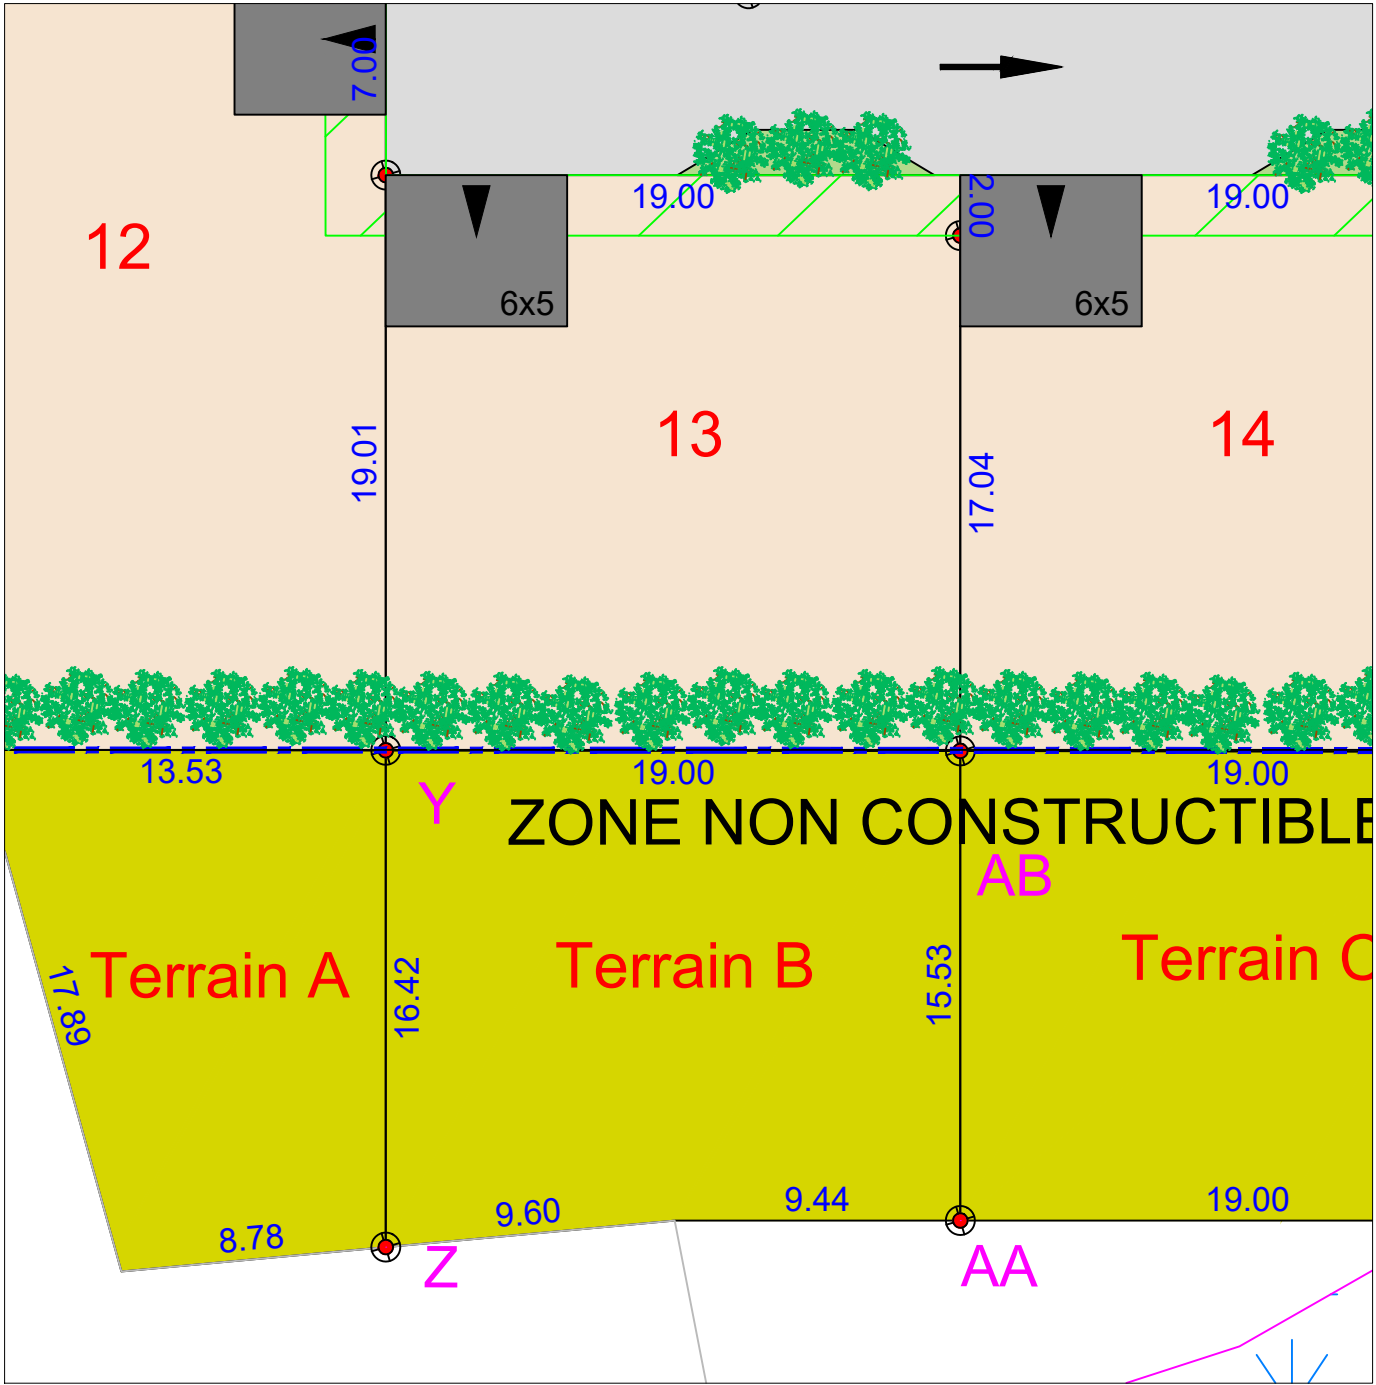 7.00
19.00
2.00
19.00
12
6x5
6x5
13
14
19.01
17.04
13.53
19.00
19.00
Y
ZONE NON CONSTRUCTIBLE
AB
Terrain A
Terrain B
Terrain C
17.89
16.42
15.53
8.78
9.60
9.44
19.00
Z
AA